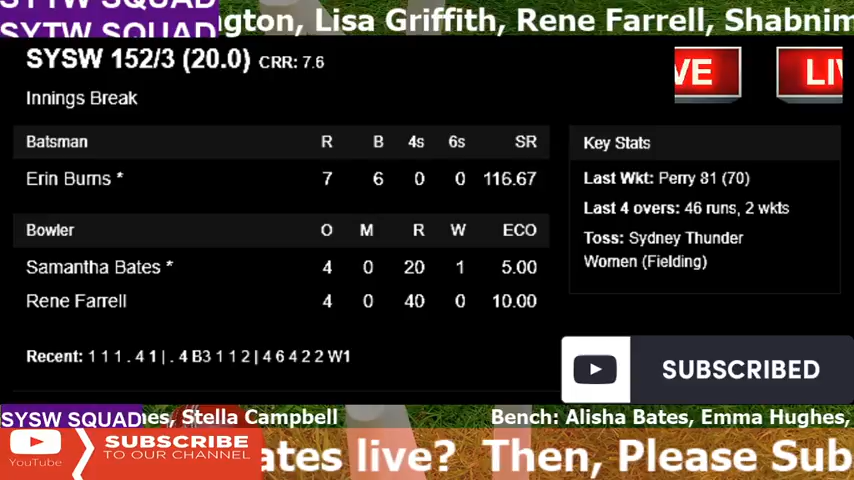 SYTW SQUAD
SYTW SQUAD
ngton, Lisa Griffith, Rene Farrell, Shabnim
SYSW 152/3 (20.0) CRR: 7.6
Innings Break
VE
LIV
Batsman R B 4s 6s SR
Erin Burns * 7 6 0 0 116.67
Bowler O M R W ECO
Samantha Bates * 4 0 20 1 5.00
Rene Farrell 4 0 40 0 10.00
Key Stats
Last Wkt: Perry 81 (70)
Last 4 overs: 46 runs, 2 wkts
Toss: Sydney Thunder
Women (Fielding)
Recent: 1 1 1 . 4 1 | . 4 B3 1 1 2 | 4 6 4 2 2 W1
SUBSCRIBED
SYSW SQUAD
nes, Stella Campbell
Bench: Alisha Bates, Emma Hughes,
YouTube
SUBSCRIBE
TO OUR CHANNEL
ates live? Then, Please Sub